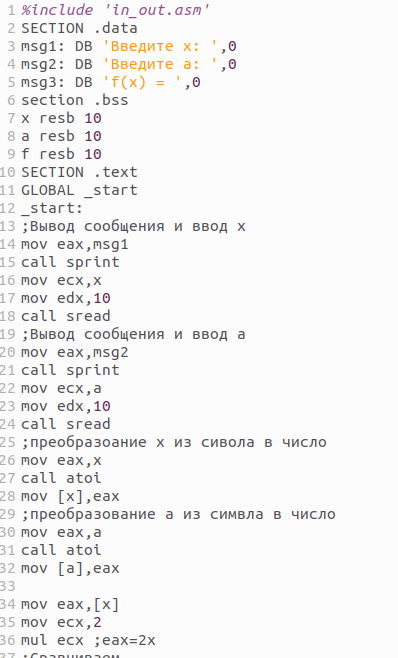 1 %include 'in_out.asm'
2 SECTION .data
3 msg1: DB 'Введите x: ',0
4 msg2: DB 'Введите a: ',0
5 msg3: DB 'f(x) = ',0
6 section .bss
7 x resb 10
8 a resb 10
9 f resb 10
10 SECTION .text
11 GLOBAL _start
12 _start:
13 ;Вывод сообщения и ввод x
14 mov eax,msg1
15 call sprint
16 mov ecx,x
17 mov edx,10
18 call sread
19 ;Вывод сообщения и ввод a
20 mov eax,msg2
21 call sprint
22 mov ecx,a
23 mov edx,10
24 call sread
25 ;преобразоание x из сивола в число
26 mov eax,x
27 call atoi
28 mov [x],eax
29 ;преобразование a из симвла в число
30 mov eax,a
31 call atoi
32 mov [a],eax
33
34 mov eax,[x]
35 mov ecx,2
36 mul ecx ;eax=2x
37 ;Сравниваем